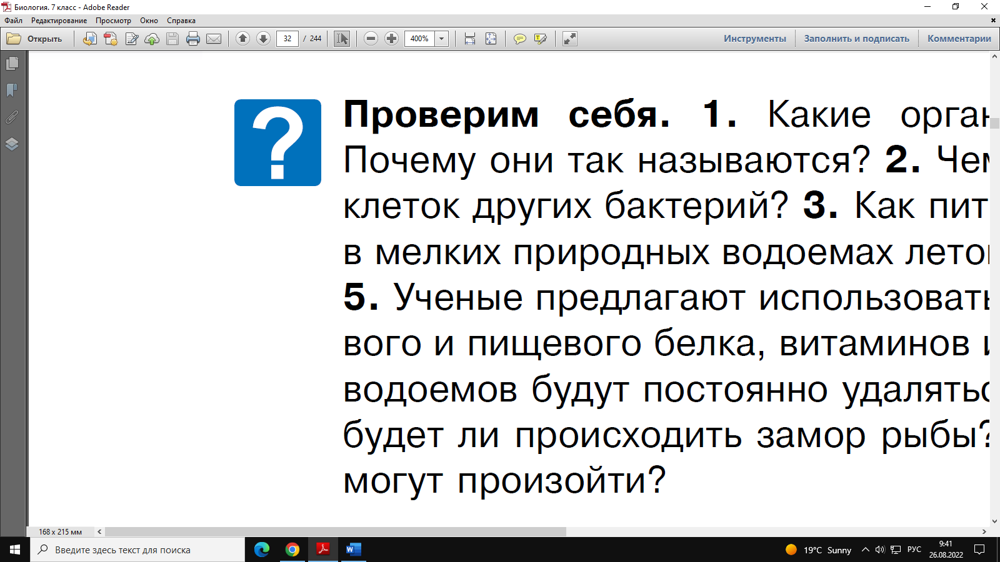 Биология. 7 класс - Adobe Reader
Файл Редактирование Просмотр Окно Справка
Открыть 32 / 244 400% Инструменты Заполнить и подписать Комментарии
?
Проверим себя. 1. Какие орган
Почему они так называются? 2. Чем
клеток других бактерий? 3. Как пит
в мелких природных водоемах лето
5. Ученые предлагают использовать
вого и пищевого белка, витаминов и
водоемов будут постоянно удалятьс
будет ли происходить замор рыбы?
могут произойти?
168 x 215 мм
Введите здесь текст для поиска
19°C Sunny РУС 9:41
26.08.2022